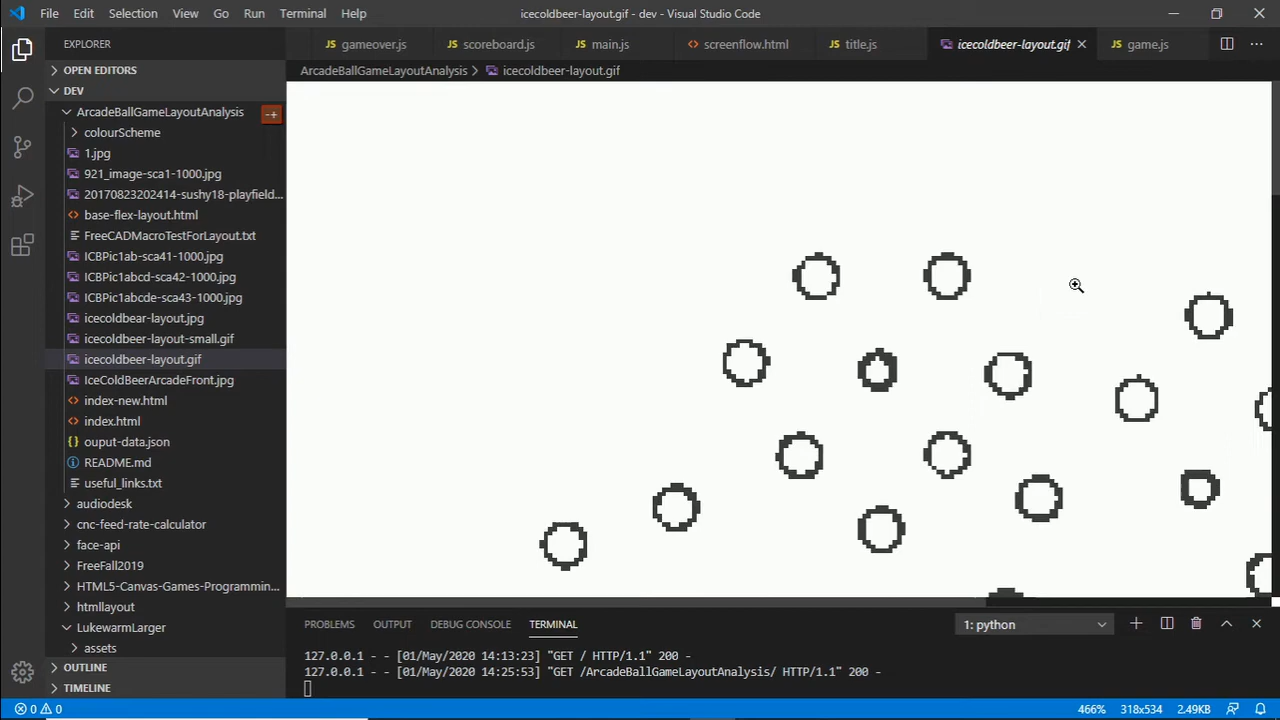 File Edit Selection View Go Run Terminal Help icecoldbeer-layout.gif - dev - Visual Studio Code
EXPLORER
gameover.js scoreboard.js main.js screenflow.html title.js icecoldbeer-layout.gif game.js
OPEN EDITORS
ArcadeBallGameLayoutAnalysis > icecoldbeer-layout.gif
DEV
ArcadeBallGameLayoutAnalysis
colourScheme
1.jpg
921_image-sca1-1000.jpg
20170823202414-sushy18-playfield...
base-flex-layout.html
FreeCADMacroTestForLayout.txt
ICBPic1ab-sca41-1000.jpg
ICBPic1abcd-sca42-1000.jpg
ICBPic1abcde-sca43-1000.jpg
icecoldbear-layout.jpg
icecoldbeer-layout-small.gif
icecoldbeer-layout.gif
IceColdBeerArcadeFront.jpg
index-new.html
index.html
ouput-data.json
README.md
useful_links.txt
audiodesk
cnc-feed-rate-calculator
face-api
FreeFall2019
HTML5-Canvas-Games-Programmin...
htmllayout
LukewarmLarger
assets
OUTLINE
TIMELINE
PROBLEMS OUTPUT DEBUG CONSOLE TERMINAL 1: python
127.0.0.1 - - [01/May/2020 14:13:23] "GET / HTTP/1.1" 200 -
127.0.0.1 - - [01/May/2020 14:25:53] "GET /ArcadeBallGameLayoutAnalysis/ HTTP/1.1" 200 -
0 0 466% 318x534 2.49KB